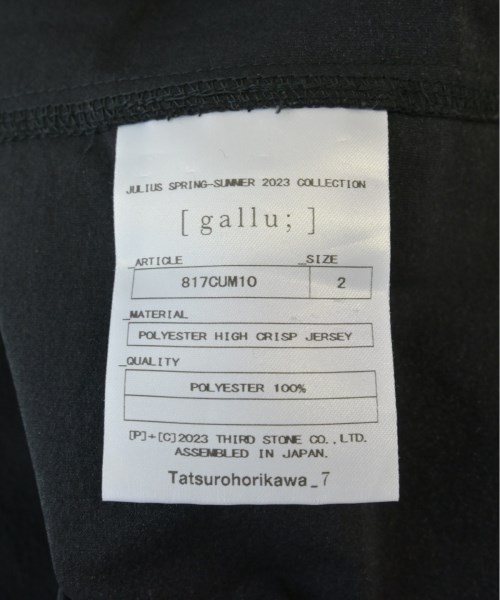 JULIUS SPRING-SUMMER 2023 COLLECTION
[ gallu; ]
_ARTICLE _SIZE
817CUM10 2
_MATERIAL
POLYESTER HIGH CRISP JERSEY
_QUALITY
POLYESTER 100%
[P]+[C]2023 THIRD STONE CO.,LTD.
ASSEMBLED IN JAPAN.
Tatsurohorikawa_7